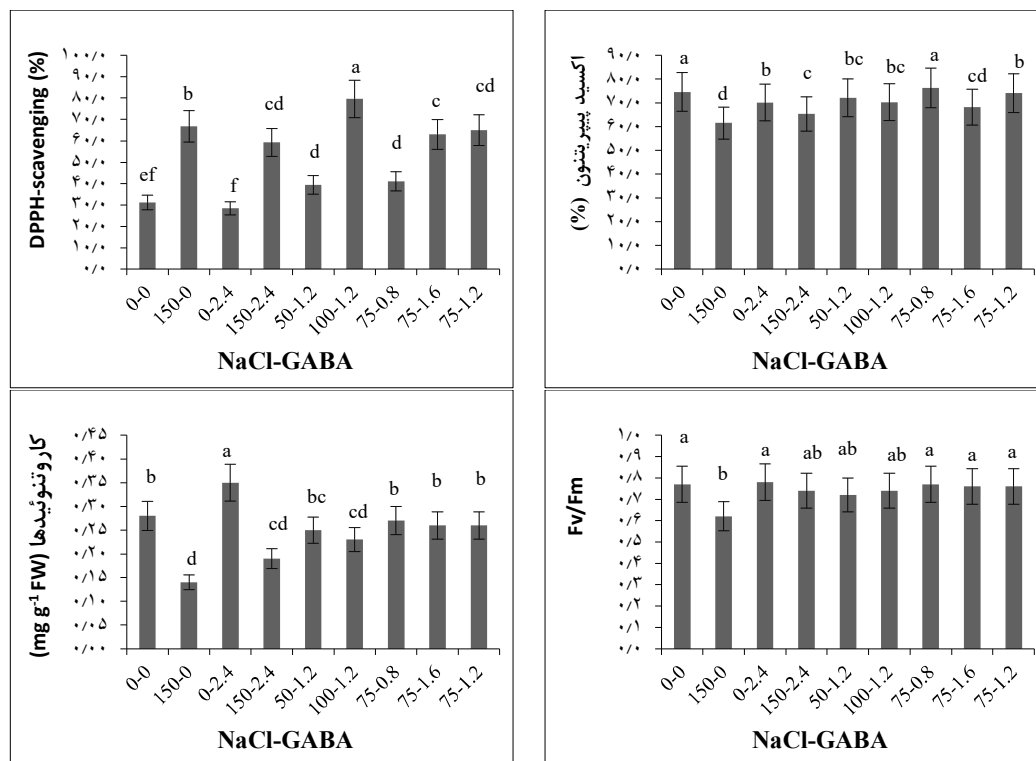 DPPH-scavenging (%)
۱۰۰/۰
۹۰/۰
۸۰/۰
۷۰/۰
۶۰/۰
۵۰/۰
۴۰/۰
۳۰/۰
۲۰/۰
۱۰/۰
۰/۰
ef
b
f
cd
d
a
d
c
cd
0-0
150-0
0-2.4
150-2.4
50-1.2
100-1.2
75-0.8
75-1.6
75-1.2
NaCl-GABA
اکسید پیپریتنون (%)
۹۰/۰
۸۰/۰
۷۰/۰
۶۰/۰
۵۰/۰
۴۰/۰
۳۰/۰
۲۰/۰
۱۰/۰
۰/۰
a
d
b
c
bc
bc
a
cd
b
0-0
150-0
0-2.4
150-2.4
50-1.2
100-1.2
75-0.8
75-1.6
75-1.2
NaCl-GABA
کاروتنوئیدها (mg g⁻¹ FW)
۰/۴۵
۰/۴۰
۰/۳۵
۰/۳۰
۰/۲۵
۰/۲۰
۰/۱۵
۰/۱۰
۰/۰۵
۰/۰۰
b
d
a
cd
bc
cd
b
b
b
0-0
150-0
0-2.4
150-2.4
50-1.2
100-1.2
75-0.8
75-1.6
75-1.2
NaCl-GABA
Fv/Fm
۱/۰
۰/۹
۰/۸
۰/۷
۰/۶
۰/۵
۰/۴
۰/۳
۰/۲
۰/۱
۰/۰
a
b
a
ab
ab
ab
a
a
a
0-0
150-0
0-2.4
150-2.4
50-1.2
100-1.2
75-0.8
75-1.6
75-1.2
NaCl-GABA